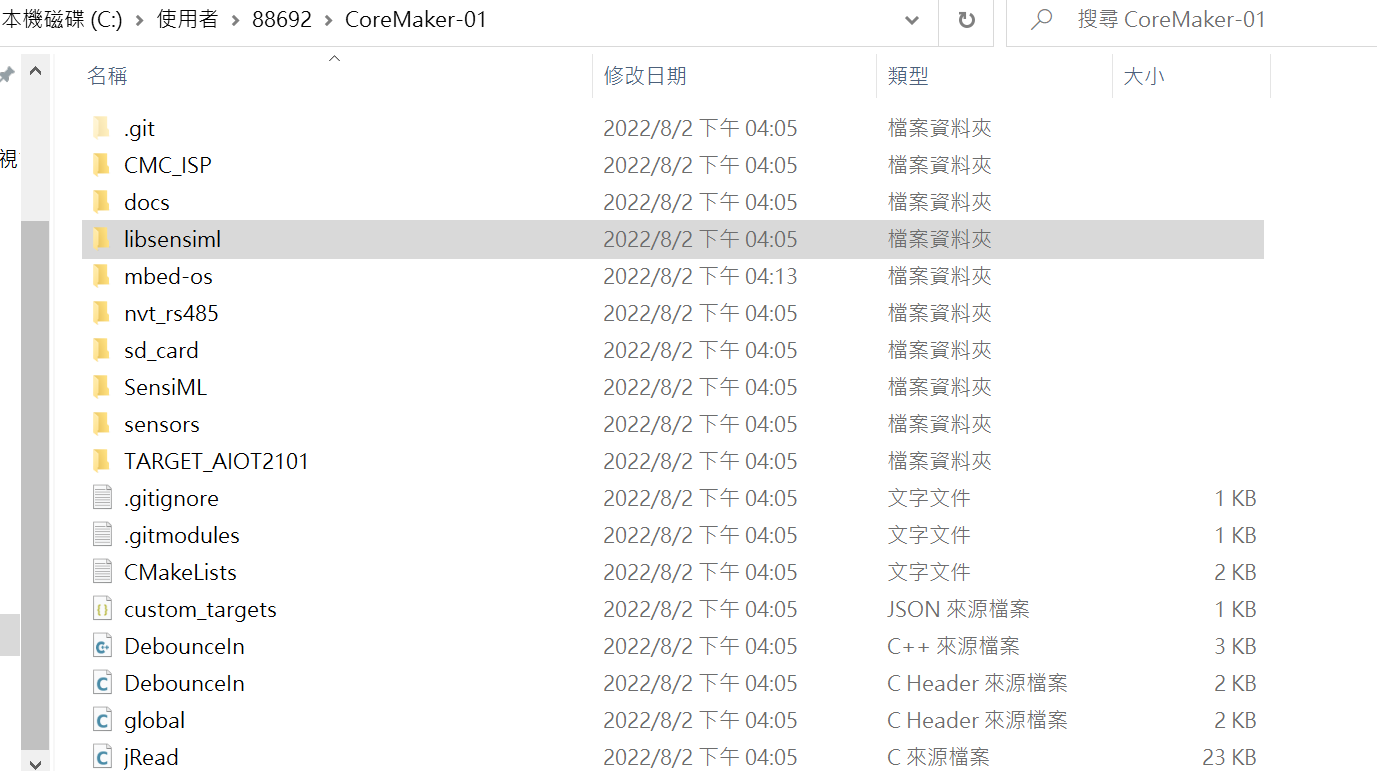 本機磁碟 (C:) › 使用者 › 88692 › CoreMaker-01 搜尋 CoreMaker-01
名稱 修改日期 類型 大小
.git 2022/8/2 下午 04:05 檔案資料夾
視
CMC_ISP 2022/8/2 下午 04:05 檔案資料夾
docs 2022/8/2 下午 04:05 檔案資料夾
libsensiml 2022/8/2 下午 04:05 檔案資料夾
mbed-os 2022/8/2 下午 04:13 檔案資料夾
nvt_rs485 2022/8/2 下午 04:05 檔案資料夾
sd_card 2022/8/2 下午 04:05 檔案資料夾
SensiML 2022/8/2 下午 04:05 檔案資料夾
sensors 2022/8/2 下午 04:05 檔案資料夾
TARGET_AIOT2101 2022/8/2 下午 04:05 檔案資料夾
.gitignore 2022/8/2 下午 04:05 文字文件 1 KB
.gitmodules 2022/8/2 下午 04:05 文字文件 1 KB
CMakeLists 2022/8/2 下午 04:05 文字文件 2 KB
custom_targets 2022/8/2 下午 04:05 JSON 來源檔案 1 KB
DebounceIn 2022/8/2 下午 04:05 C++ 來源檔案 3 KB
DebounceIn 2022/8/2 下午 04:05 C Header 來源檔案 2 KB
global 2022/8/2 下午 04:05 C Header 來源檔案 2 KB
jRead 2022/8/2 下午 04:05 C 來源檔案 23 KB